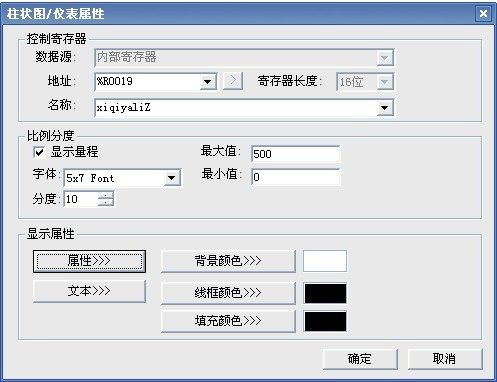 柱状图/仪表属性
控制寄存器
数据源: 内部寄存器
地址: %R0019 > 寄存器长度: 16位
名称: xiqiyaliZ
比例分度
显示量程 最大值: 500
字体: 5x7 Font 最小值: 0
分度: 10
显示属性
属性>>> 背景颜色>>>
文本>>> 线框颜色>>>
填充颜色>>>
确定 取消